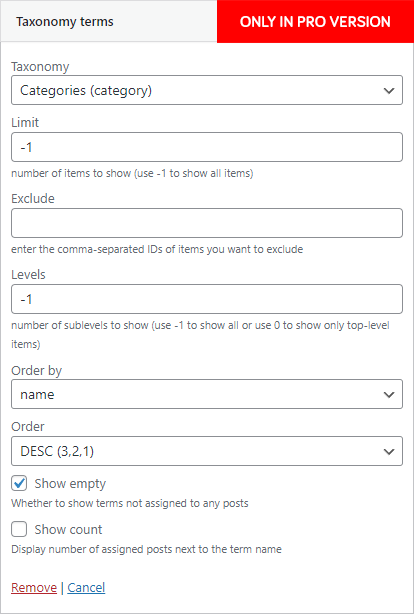 Taxonomy terms
ONLY IN PRO VERSION
Taxonomy
Categories (category)
Limit
-1
number of items to show (use -1 to show all items)
Exclude
enter the comma-separated IDs of items you want to exclude
Levels
-1
number of sublevels to show (use -1 to show all or use 0 to show only top-level
items)
Order by
name
Order
DESC (3,2,1)
Show empty
Whether to show terms not assigned to any posts
Show count
Display number of assigned posts next to the term name
Remove | Cancel